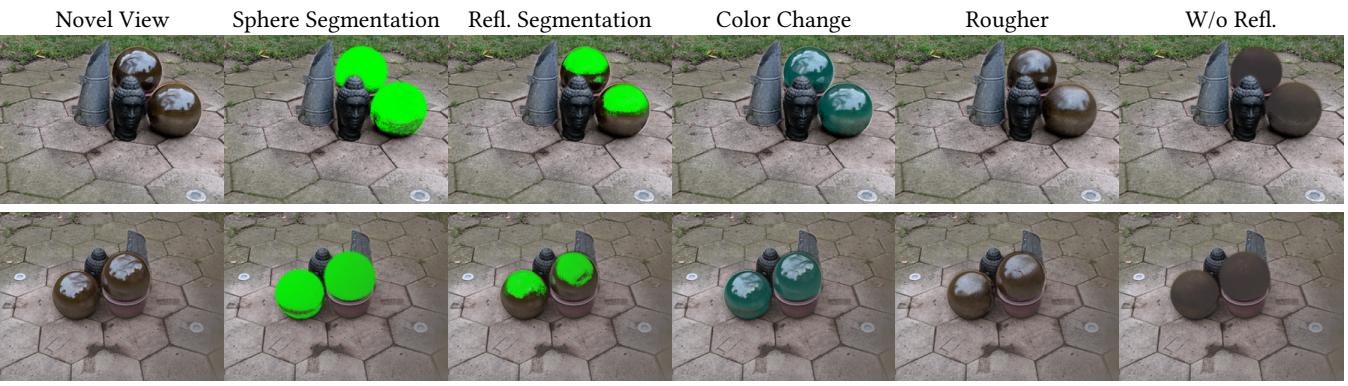 Novel View
Sphere Segmentation
Refl. Segmentation
Color Change
Rougher
W/o Refl.